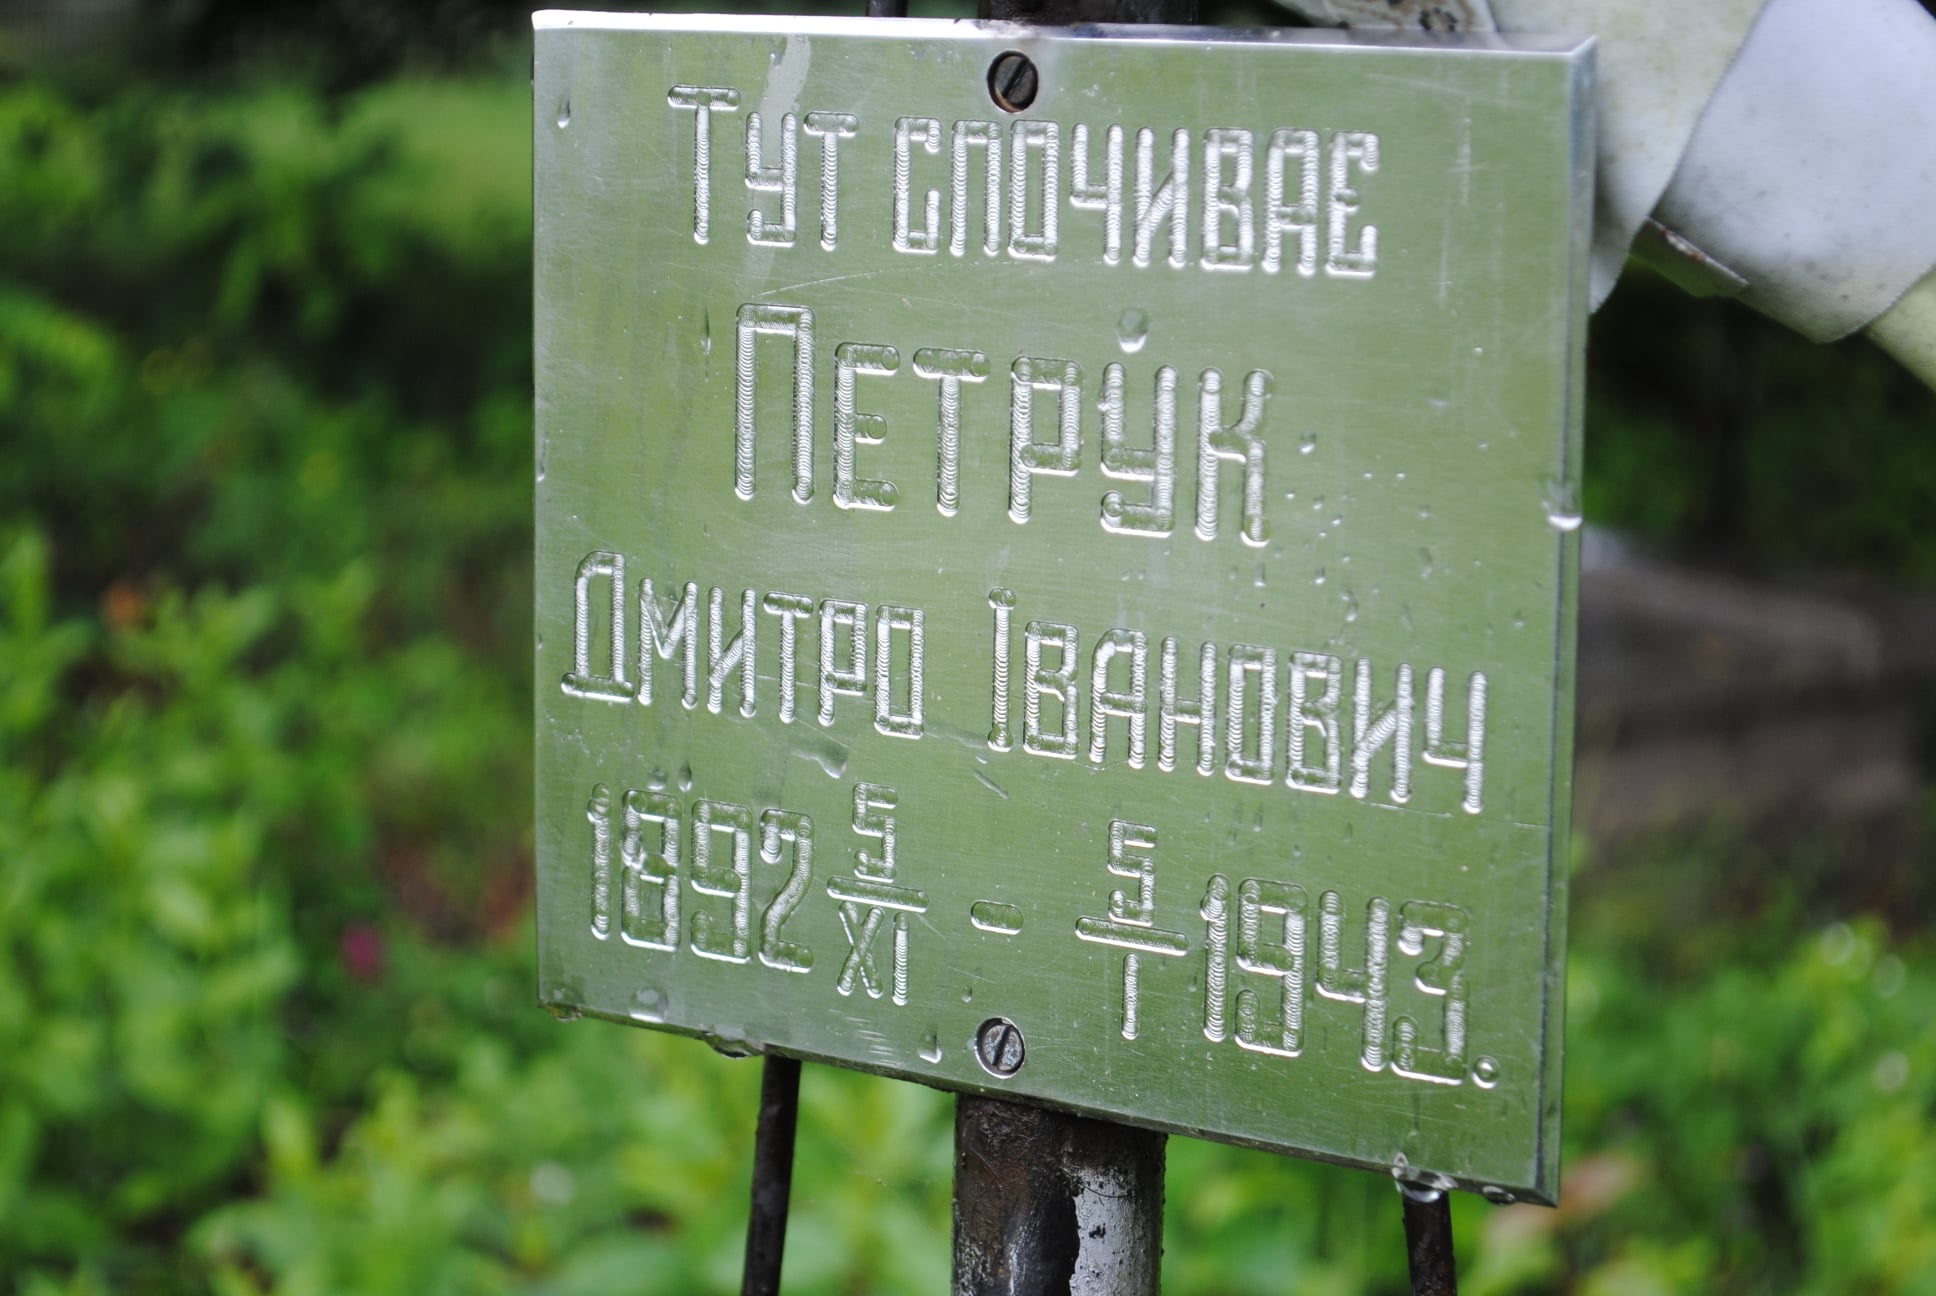 Тут спочиває
Петрук
Дмитро Іванович
1892 5/XI - 5/I 1943.